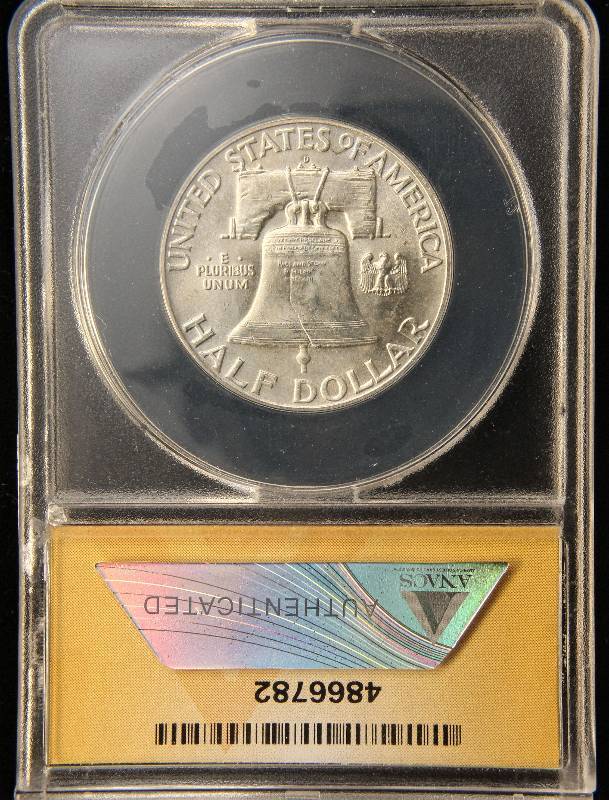 UNITED STATES OF AMERICA
D
· E ·
PLURIBUS
UNUM
HALF DOLLAR
ANACS
AUTHENTICATED
4866782